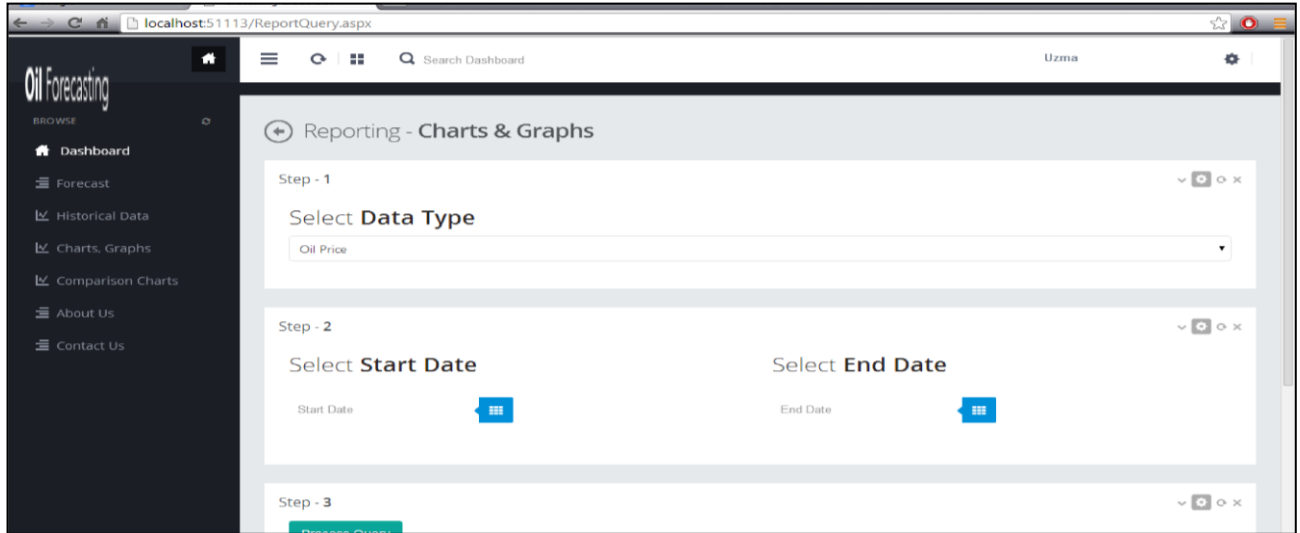 localhost:51113/ReportQuery.aspx
Search Dashboard
Uzma
Oil Forecasting
BROWSE
Dashboard
Forecast
Historical Data
Charts, Graphs
Comparison Charts
About Us
Contact Us
Reporting - Charts & Graphs
Step - 1
Select Data Type
Oil Price
Step - 2
Select Start Date
Select End Date
Start Date
End Date
Step - 3
Process Query